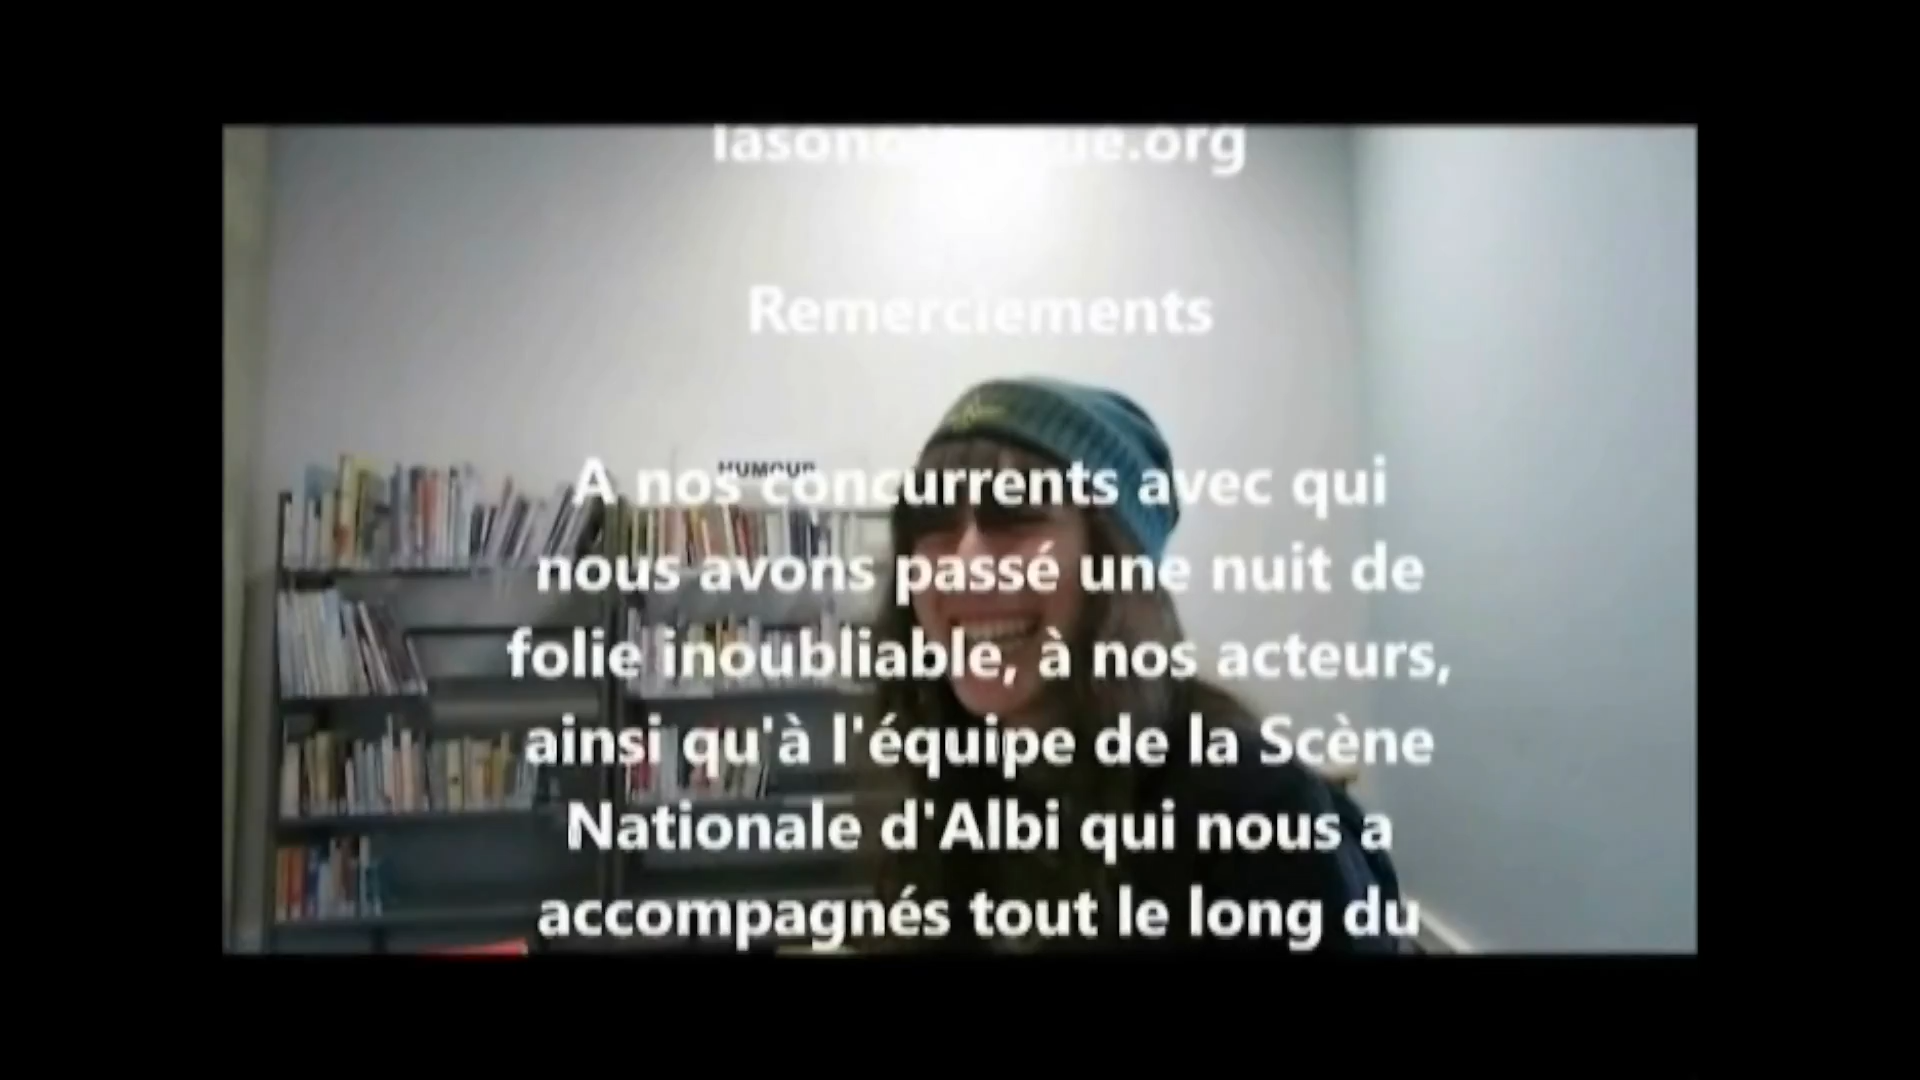 Remerciements
HUMOUR
A nos concurrents avec qui
nous avons passé une nuit de
folie inoubliable, à nos acteurs,
ainsi qu'à l'équipe de la Scène
Nationale d'Albi qui nous a
accompagnés tout le long du